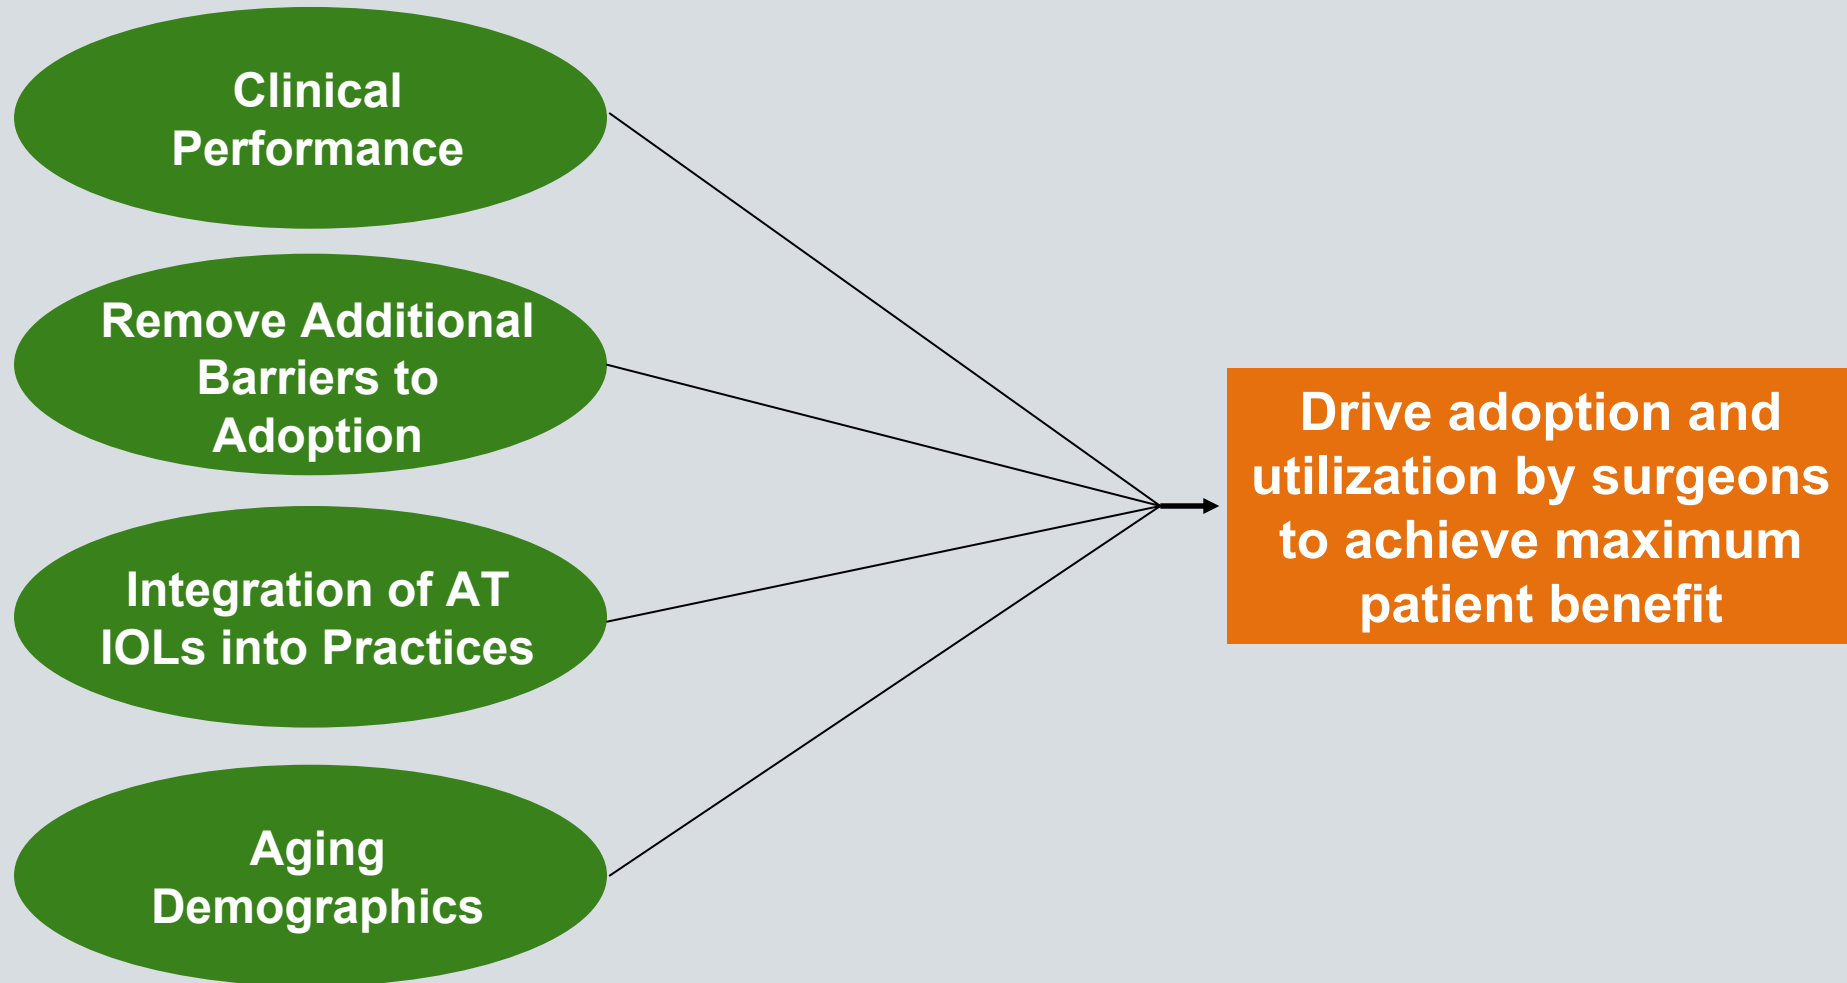 Clinical
Performance
Remove Additional
Barriers to
Adoption
Integration of AT
IOLs into Practices
Aging
Demographics
Drive adoption and
utilization by surgeons
to achieve maximum
patient benefit